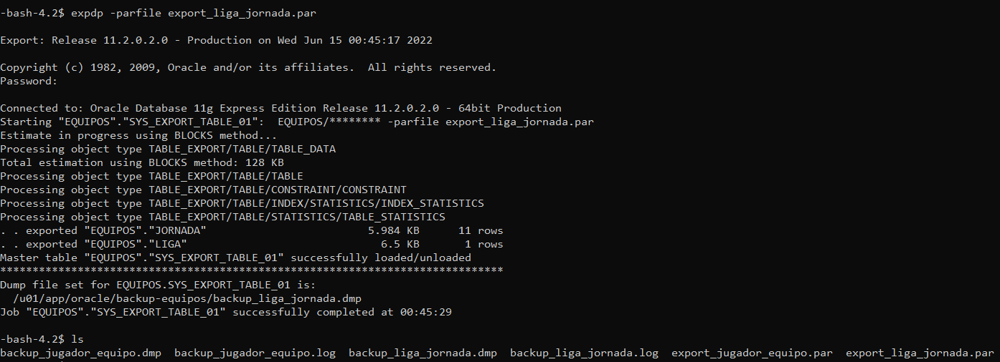 -bash-4.2$ expdp -parfile export_liga_jornada.par
Export: Release 11.2.0.2.0 - Production on Wed Jun 15 00:45:17 2022
Copyright (c) 1982, 2009, Oracle and/or its affiliates.  All rights reserved.
Password:
Connected to: Oracle Database 11g Express Edition Release 11.2.0.2.0 - 64bit Production
Starting "EQUIPOS"."SYS_EXPORT_TABLE_01":  EQUIPOS/******** -parfile export_liga_jornada.par
Estimate in progress using BLOCKS method...
Processing object type TABLE_EXPORT/TABLE/TABLE_DATA
Total estimation using BLOCKS method: 128 KB
Processing object type TABLE_EXPORT/TABLE/TABLE
Processing object type TABLE_EXPORT/TABLE/CONSTRAINT/CONSTRAINT
Processing object type TABLE_EXPORT/TABLE/INDEX/STATISTICS/INDEX_STATISTICS
Processing object type TABLE_EXPORT/TABLE/STATISTICS/TABLE_STATISTICS
. . exported "EQUIPOS"."JORNADA"                         5.984 KB      11 rows
. . exported "EQUIPOS"."LIGA"                              6.5 KB       1 rows
Master table "EQUIPOS"."SYS_EXPORT_TABLE_01" successfully loaded/unloaded
******************************************************************************
Dump file set for EQUIPOS.SYS_EXPORT_TABLE_01 is:
  /u01/app/oracle/backup-equipos/backup_liga_jornada.dmp
Job "EQUIPOS"."SYS_EXPORT_TABLE_01" successfully completed at 00:45:29
-bash-4.2$ ls
backup_jugador_equipo.dmp  backup_jugador_equipo.log  backup_liga_jornada.dmp  backup_liga_jornada.log  export_jugador_equipo.par  export_liga_jornada.par